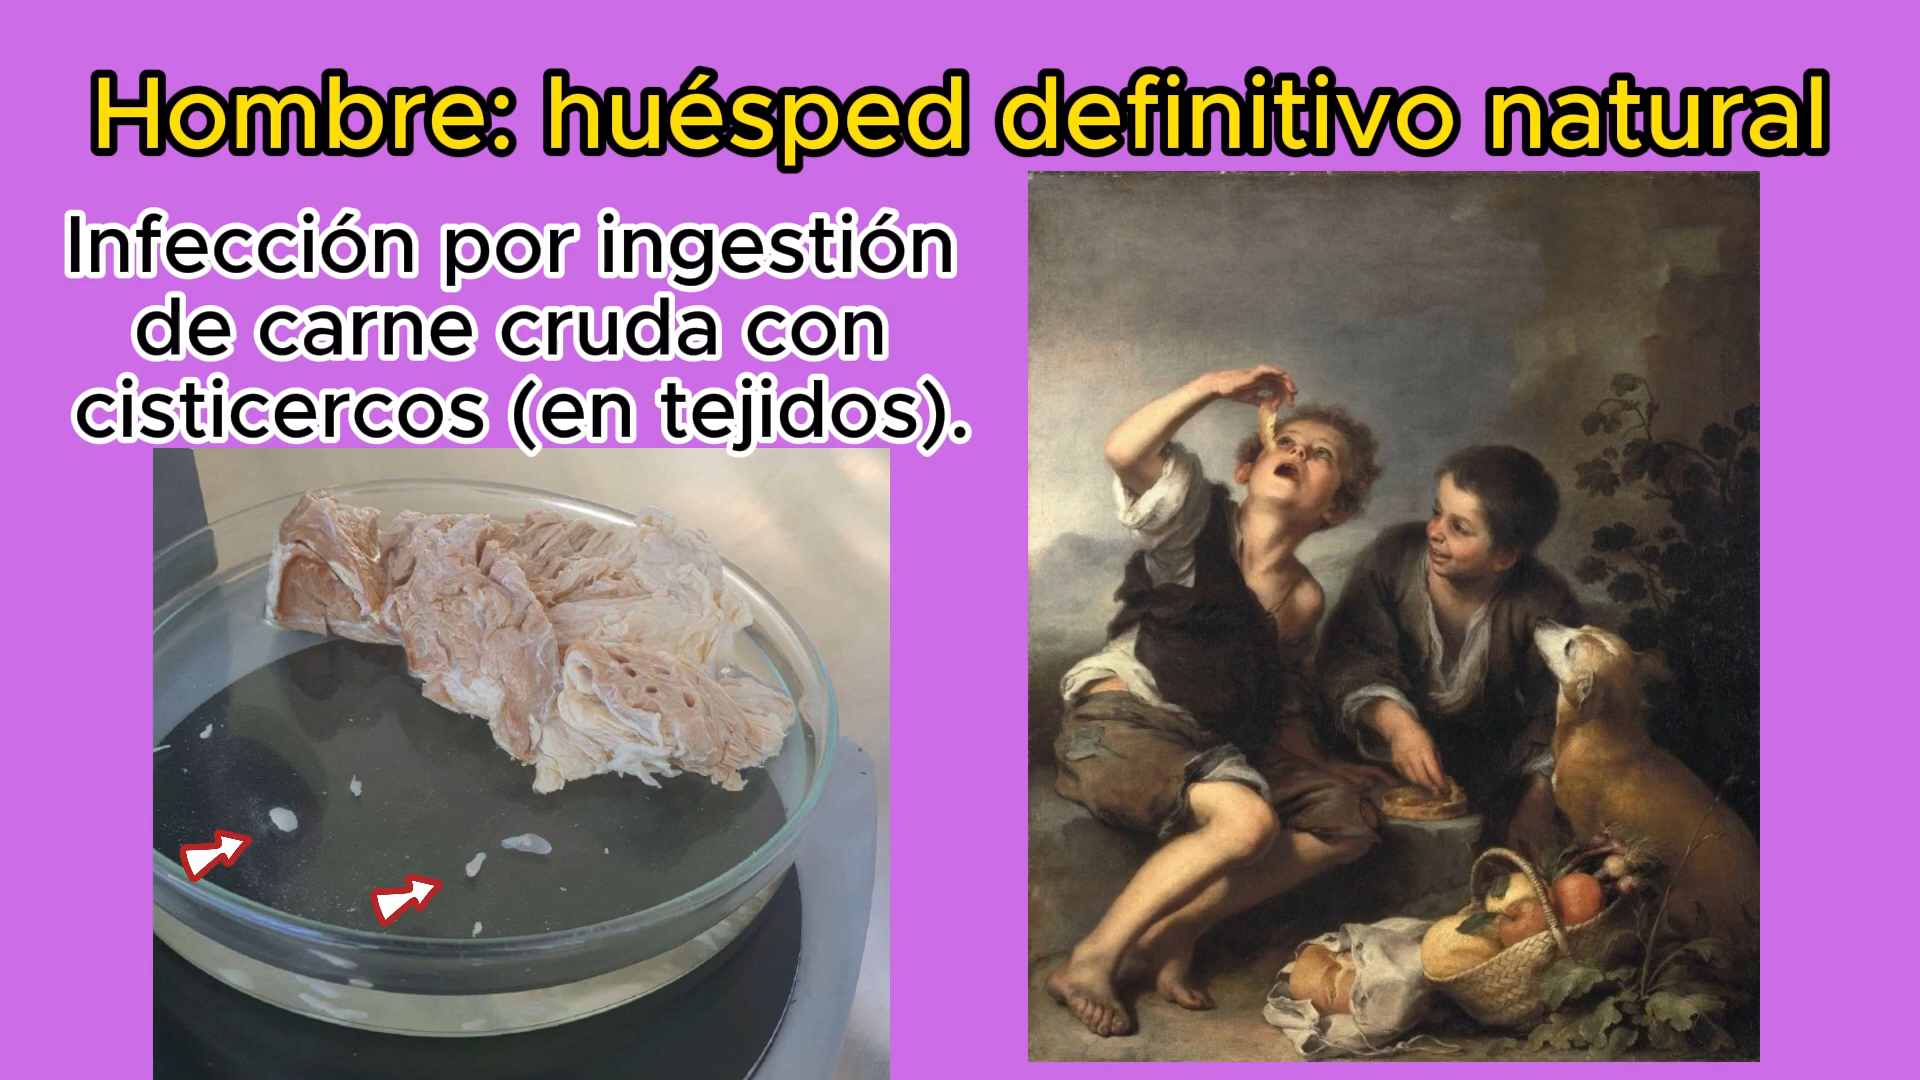 Hombre: huésped definitivo natural
Infección por ingestión
de carne cruda con
cisticercos (en tejidos).